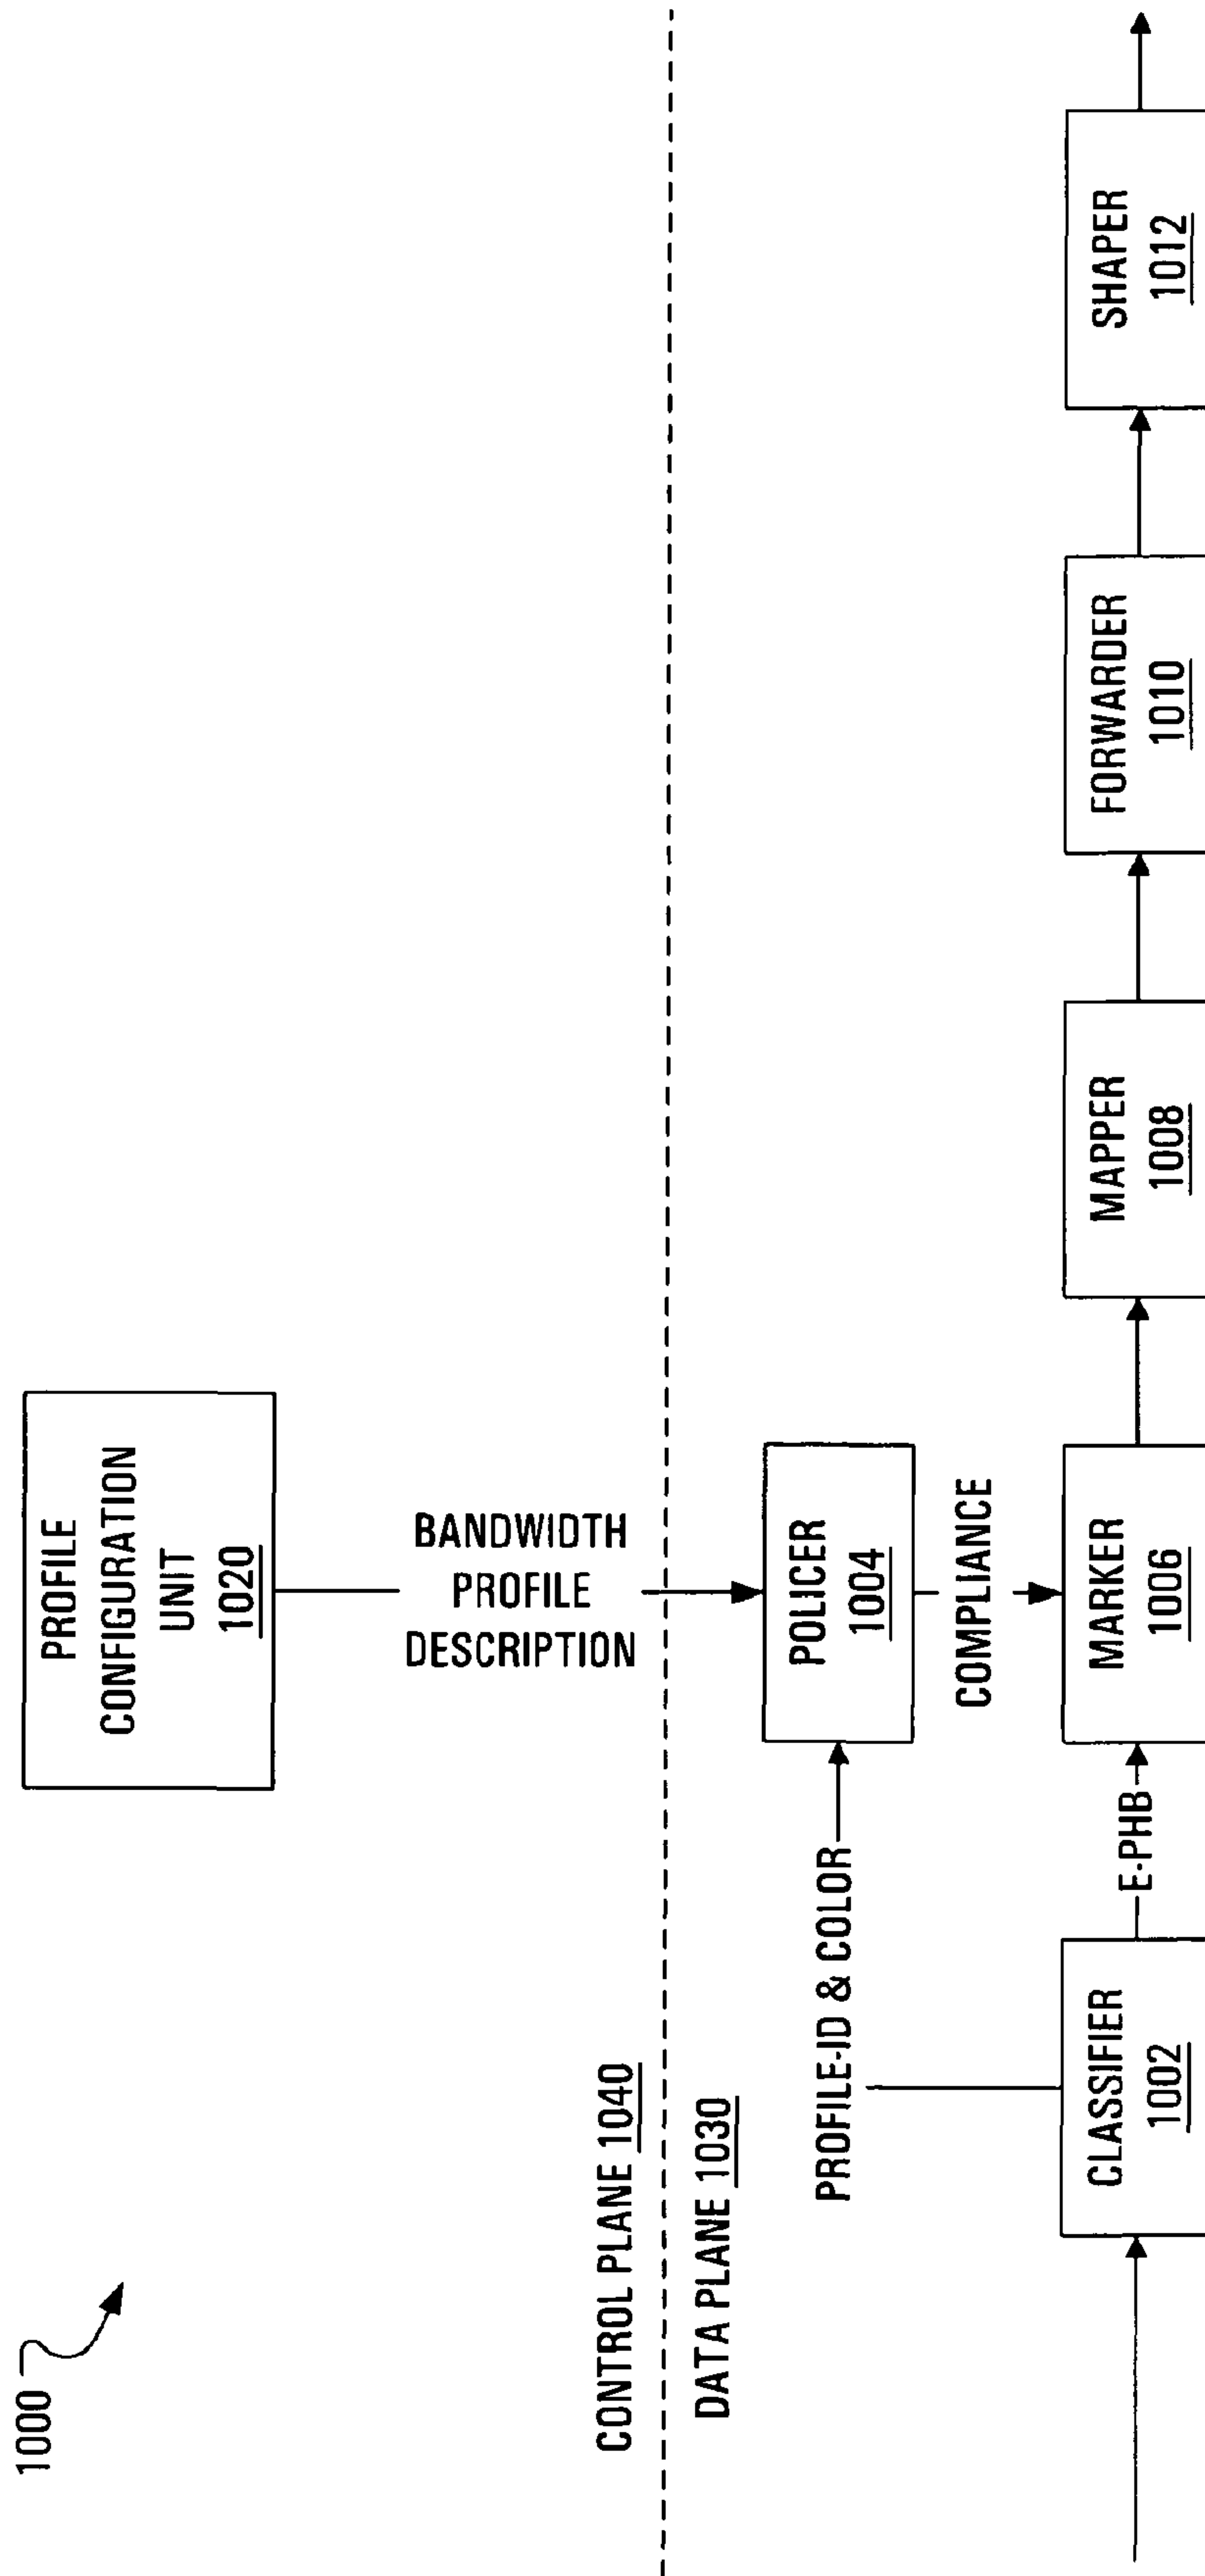 1000
PROFILE
CONFIGURATION
UNIT
1020
BANDWIDTH
PROFILE
DESCRIPTION
CONTROL PLANE 1040
DATA PLANE 1030
PROFILE-ID & COLOR
POLICER
1004
COMPLIANCE
CLASSIFIER
1002
E-PHB
MARKER
1006
MAPPER
1008
FORWARDER
1010
SHAPER
1012